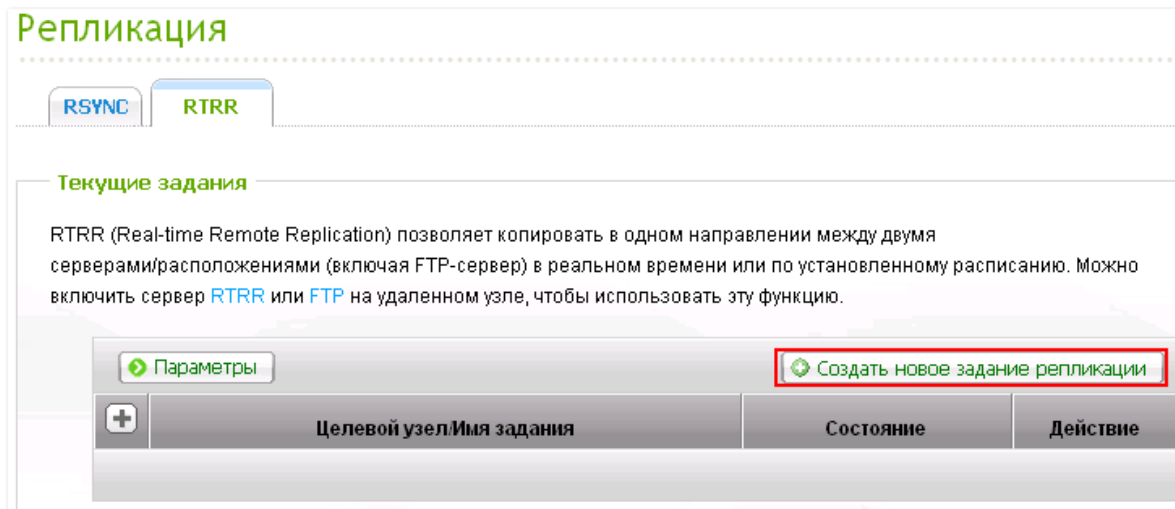 Репликация
RSYNC RTRR
Текущие задания
RTRR (Real-time Remote Replication) позволяет копировать в одном направлении между двумя
серверами/расположениями (включая FTP-сервер) в реальном времени или по установленному расписанию. Можно
включить сервер RTRR или FTP на удаленном узле, чтобы использовать эту функцию.
Параметры Создать новое задание репликации
Целевой узел/Имя задания Состояние Действие